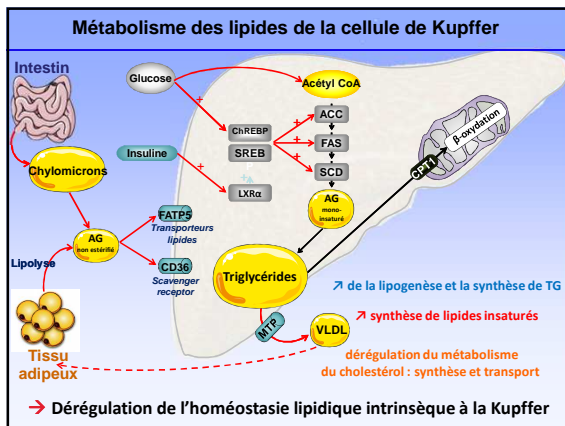 Métabolisme des lipides de la cellule de Kupffer
Intestin
Glucose
Acétyl CoA
+
ChREBP
SREB
+
ACC
+
FAS
+
SCD
Insuline
+
+
LXRα
Chylomicrons
AG
mono-
insaturé
β-oxydation
CPT1
AG
non estérifié
FATP5
Transporteurs
lipides
CD36
Scavenger
receptor
Lipolyse
Triglycérides
MTP
VLDL
Tissu
adipeux
↗ de la lipogenèse et la synthèse de TG
↗ synthèse de lipides insaturés
dérégulation du métabolisme
du cholestérol : synthèse et transport
→ Dérégulation de l’homéostasie lipidique intrinsèque à la Kupffer